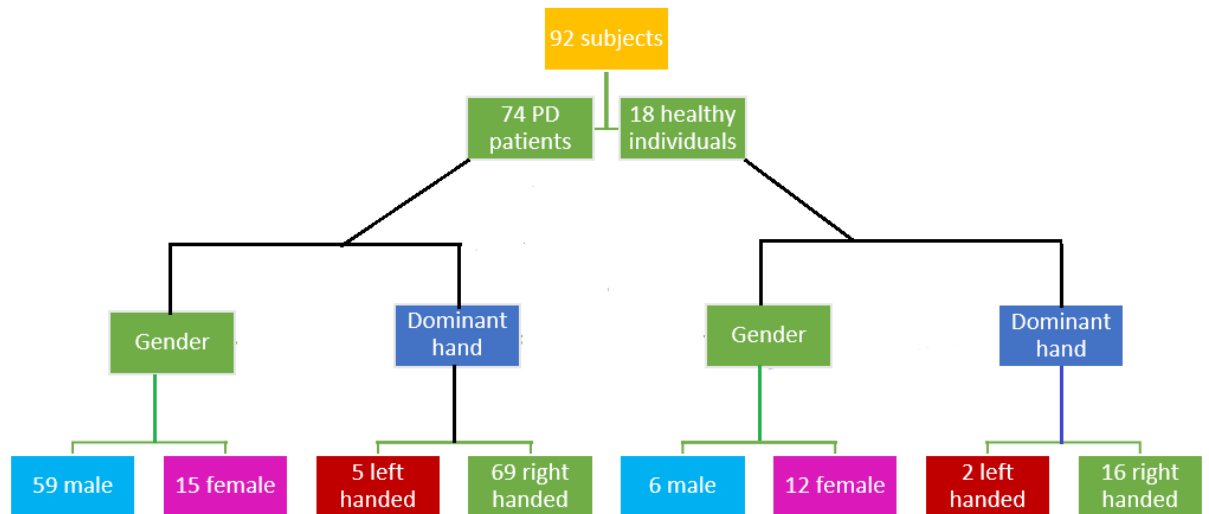 92 subjects
74 PD
patients
18 healthy
individuals
Gender
Dominant
hand
Gender
Dominant
hand
59 male
15 female
5 left
handed
69 right
handed
6 male
12 female
2 left
handed
16 right
handed